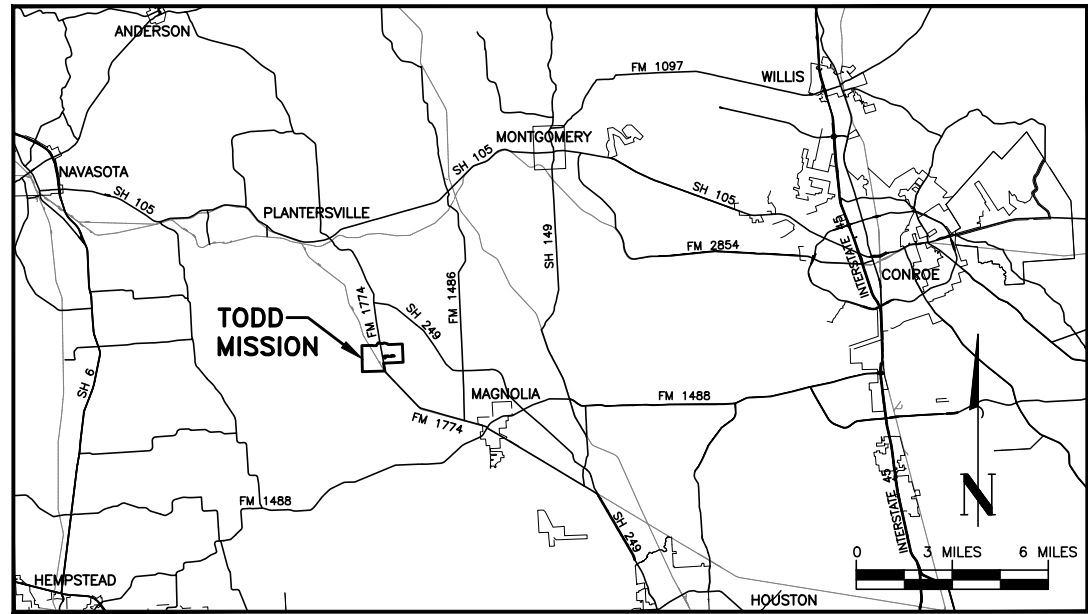 ANDERSON
FM 1097
WILLIS
MONTGOMERY
SH 105
NAVASOTA
SH 105
PLANTERSVILLE
SH 105
SH 149
FM 2854
INTERSTATE 45
CONROE
FM 1774
SH 249
FM 1486
TODD
MISSION
SH 6
MAGNOLIA
FM 1488
FM 1774
FM 1488
INTERSTATE 45
N
SH 249
0 3 MILES 6 MILES
HEMPSTEAD
HOUSTON